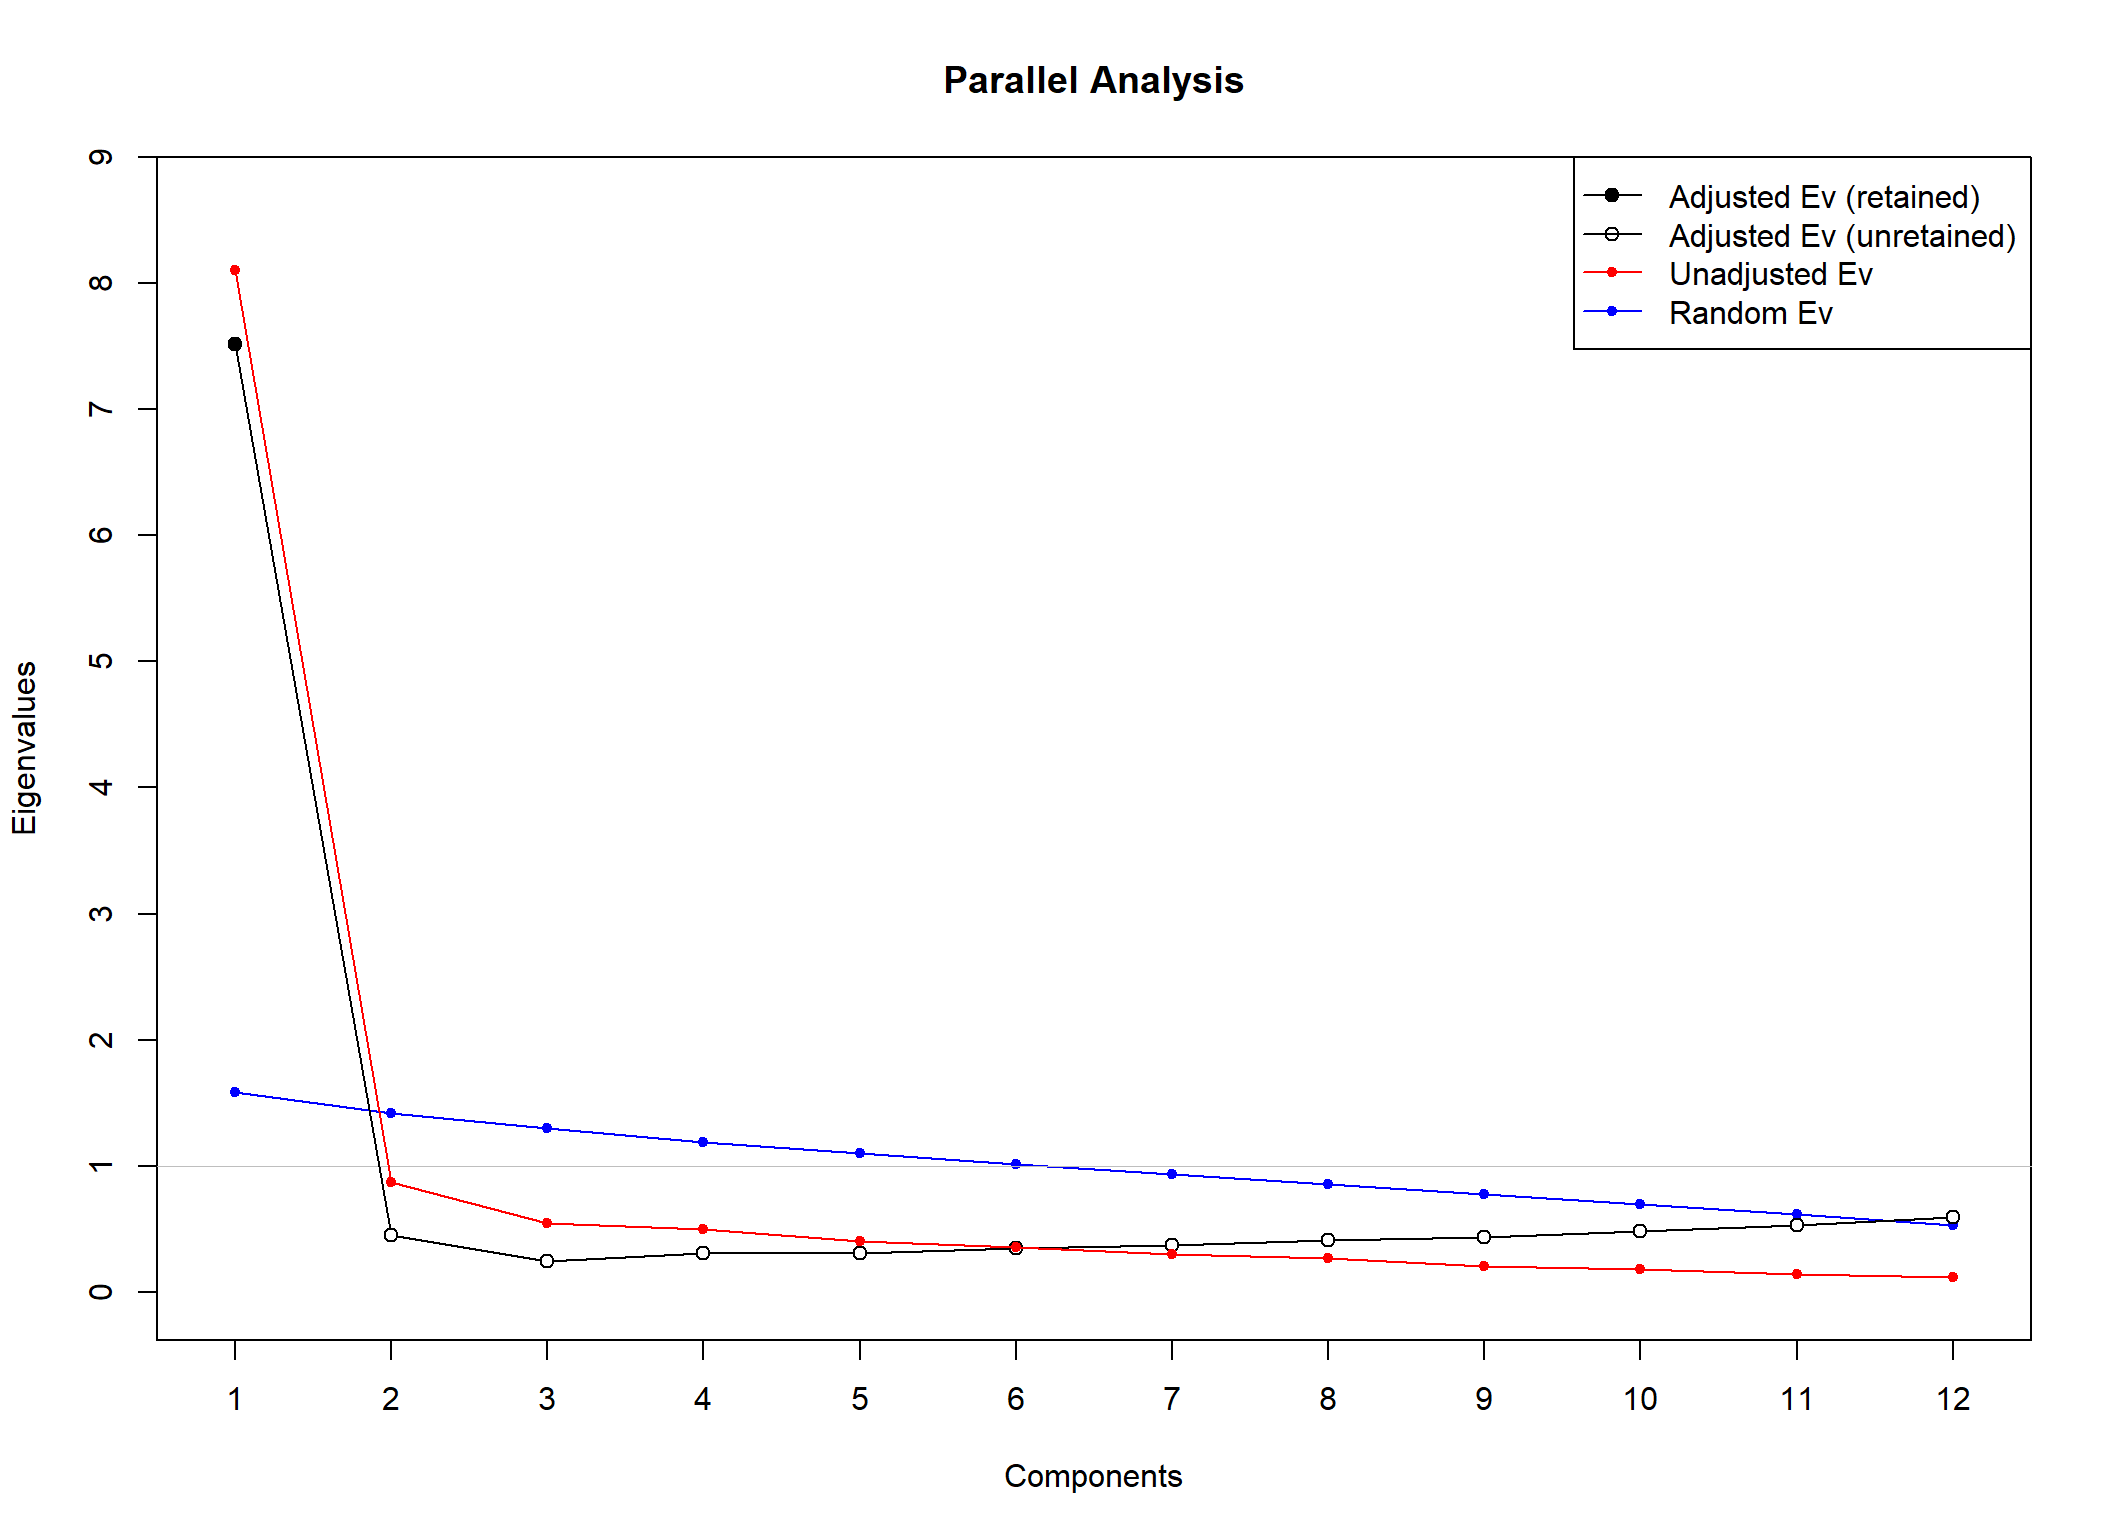 Parallel Analysis
Adjusted Ev (retained)
Adjusted Ev (unretained)
Unadjusted Ev
Random Ev
9
8
7
6
5
4
3
2
1
0
Eigenvalues
1 2 3 4 5 6 7 8 9 10 11 12
Components